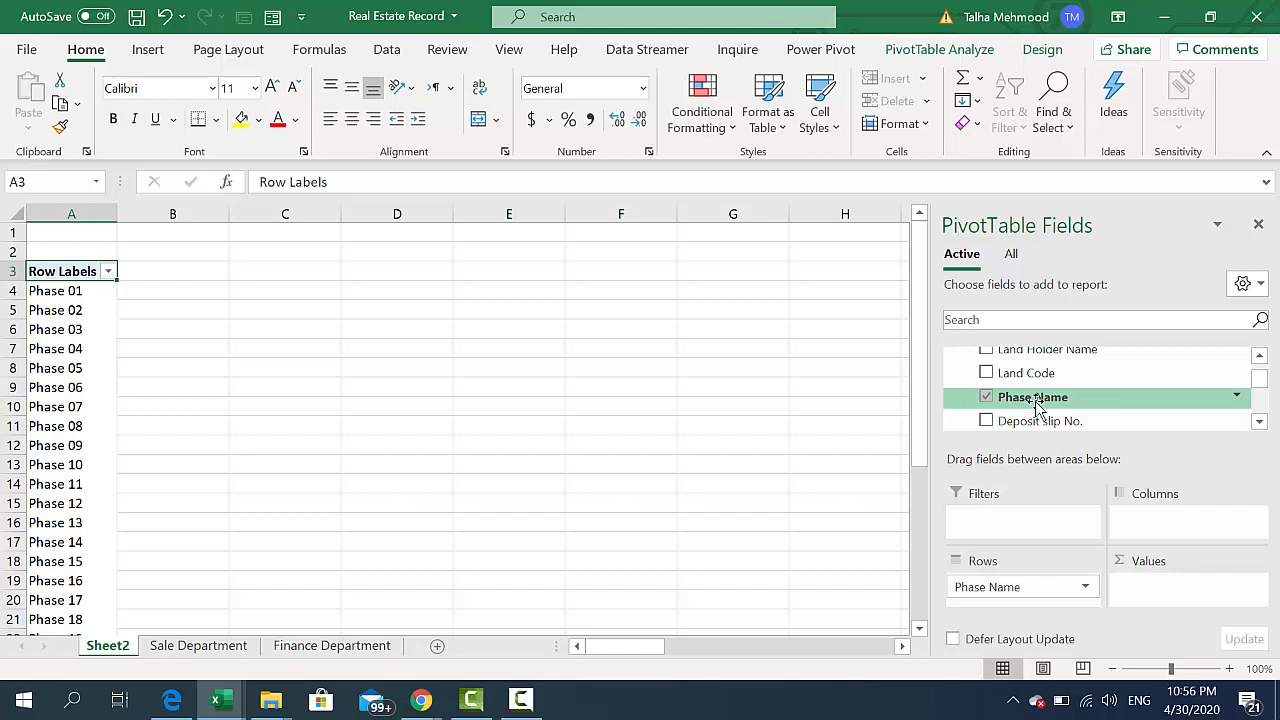 AutoSave Off Real Estate Record Search Talha Mehmood TM
File Home Insert Page Layout Formulas Data Review View Help Data Streamer Inquire Power Pivot PivotTable Analyze Design Share Comments
Paste Calibri 11 General Conditional Formatting Format as Table Cell Styles Insert Delete Format Sort & Filter Find & Select Ideas Sensitivity
Clipboard Font Alignment Number Styles Cells Editing Ideas Sensitivity
A3 fx Row Labels
A B C D E F G H
1
2
3 Row Labels
4 Phase 01
5 Phase 02
6 Phase 03
7 Phase 04
8 Phase 05
9 Phase 06
10 Phase 07
11 Phase 08
12 Phase 09
13 Phase 10
14 Phase 11
15 Phase 12
16 Phase 13
17 Phase 14
18 Phase 15
19 Phase 16
20 Phase 17
21 Phase 18
PivotTable Fields
Active All
Choose fields to add to report:
Search
Land Holder Name
Land Code
Phase Name
Deposit slip No.
Drag fields between areas below:
Filters Columns
Rows Values
Phase Name
Defer Layout Update Update
Sheet2 Sale Department Finance Department
100%
99+ ENG 10:56 PM
4/30/2020 21